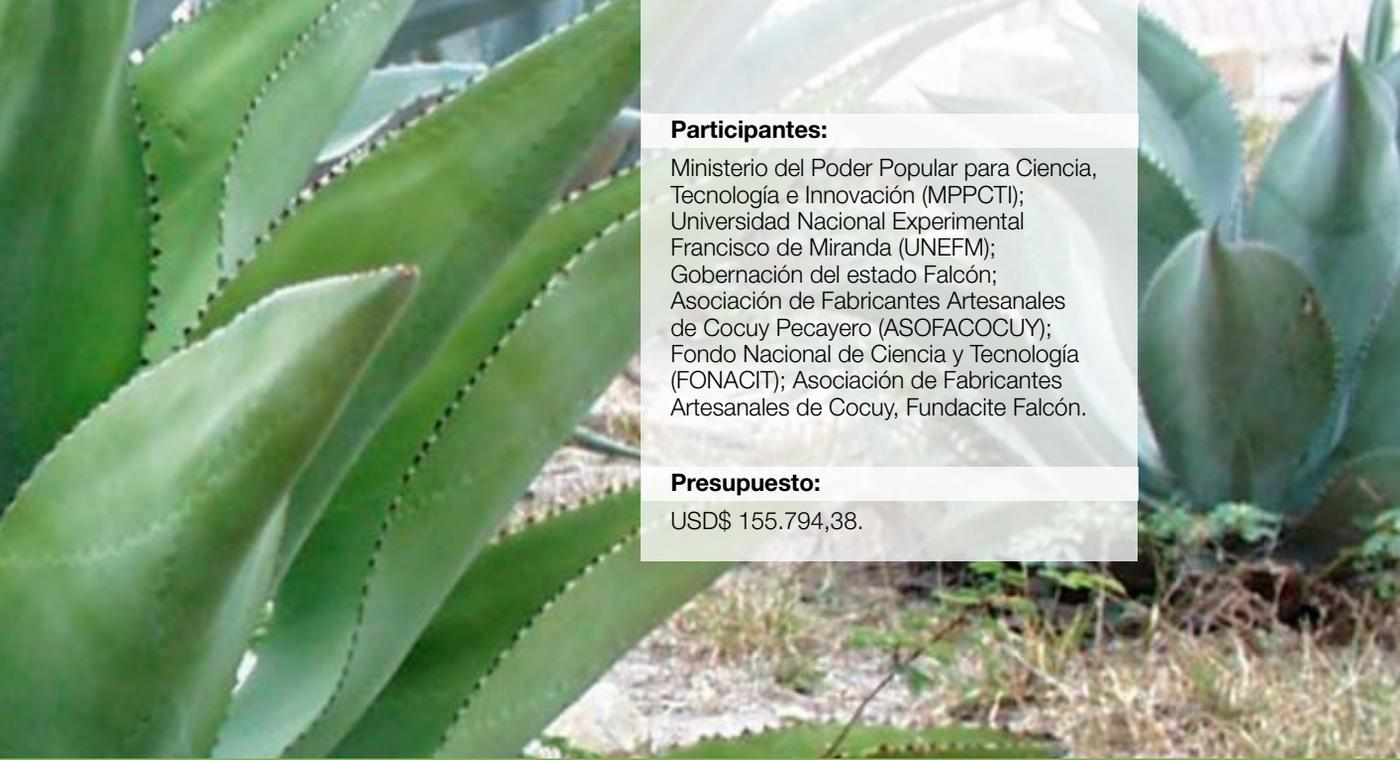 Participantes:
Ministerio del Poder Popular para Ciencia,
Tecnología e Innovación (MPPCTI);
Universidad Nacional Experimental
Francisco de Miranda (UNEFM);
Gobernación del estado Falcón;
Asociación de Fabricantes Artesanales
de Cocuy Pecayero (ASOFACOCUY);
Fondo Nacional de Ciencia y Tecnología
(FONACIT); Asociación de Fabricantes
Artesanales de Cocuy, Fundacite Falcón.
Presupuesto:
USD$ 155.794,38.